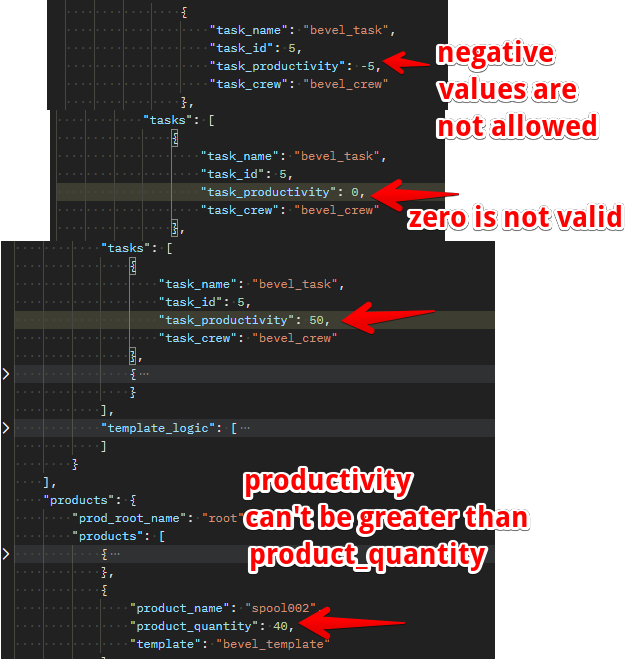 {
"task_name": "bevel_task",
"task_id": 5,
"task_productivity": -5,
"task_crew": "bevel_crew"
},
negative
values are
not allowed
"tasks": [
{
"task_name": "bevel_task",
"task_id": 5,
"task_productivity": 0,
"task_crew": "bevel_crew"
},
zero is not valid
"tasks": [
{
"task_name": "bevel_task",
"task_id": 5,
"task_productivity": 50,
"task_crew": "bevel_crew"
},
{ ...
}
],
"template_logic": [ ...
]
}
],
"products": {
"prod_root_name": "root"
"products": [
{ ...
},
{
"product_name": "spool002",
"product_quantity": 40,
"template": "bevel_template"
productivity
can't be greater than
product_quantity